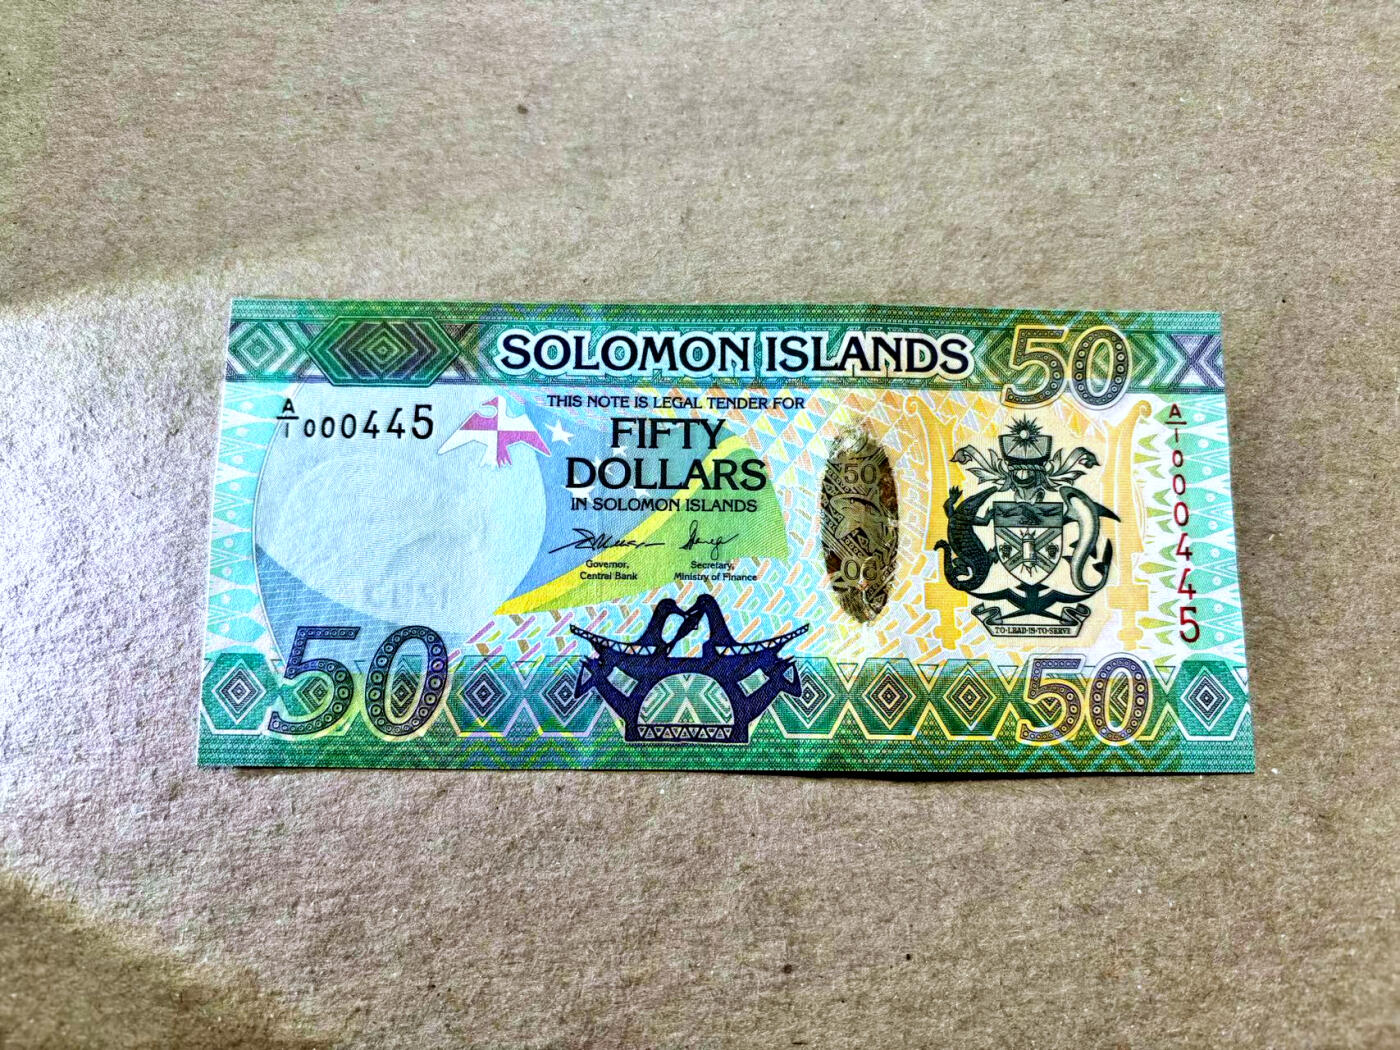 SOLOMON ISLANDS
50
A/1 000445
THIS NOTE IS LEGAL TENDER FOR
FIFTY
DOLLARS
IN SOLOMON ISLANDS
Governor,
Central Bank
Secretary,
Ministry of Finance
50
A/1 000445
TO·LEAD·IS·TO·SERVE
50
50